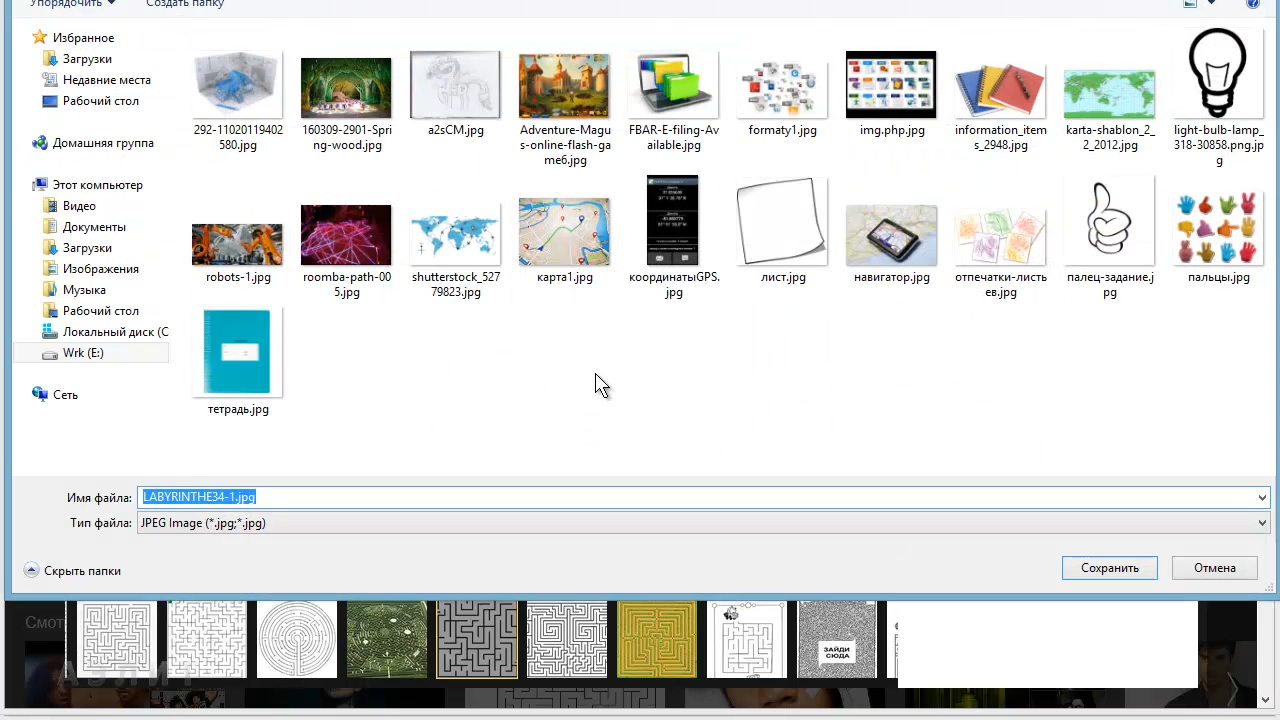 Упорядочить
Создать папку
Избранное
Загрузки
Недавние места
Рабочий стол
Домашняя группа
Этот компьютер
Видео
Документы
Загрузки
Изображения
Музыка
Рабочий стол
Локальный диск (C
Wrk (E:)
Сеть
292-11020119402
580.jpg
160309-2901-Spri
ng-wood.jpg
a2sCM.jpg
Adventure-Magu
s-online-flash-ga
me6.jpg
FBAR-E-filing-Av
ailable.jpg
formaty1.jpg
img.php.jpg
information_item
s_2948.jpg
karta-shablon_2_
2_2012.jpg
light-bulb-lamp_
318-30858.png.jp
g
robots-1.jpg
roomba-path-00
5.jpg
shutterstock_527
79823.jpg
карта1.jpg
координатыGPS.
jpg
лист.jpg
навигатор.jpg
отпечатки-листь
ев.jpg
палец-задание.j
pg
пальцы.jpg
тетрадь.jpg
Имя файла:
LABYRINTHE34-1.jpg
Тип файла:
JPEG Image (*.jpg;*.jpg)
Скрыть папки
Сохранить
Отмена
ЗАЙДИ
СЮДА